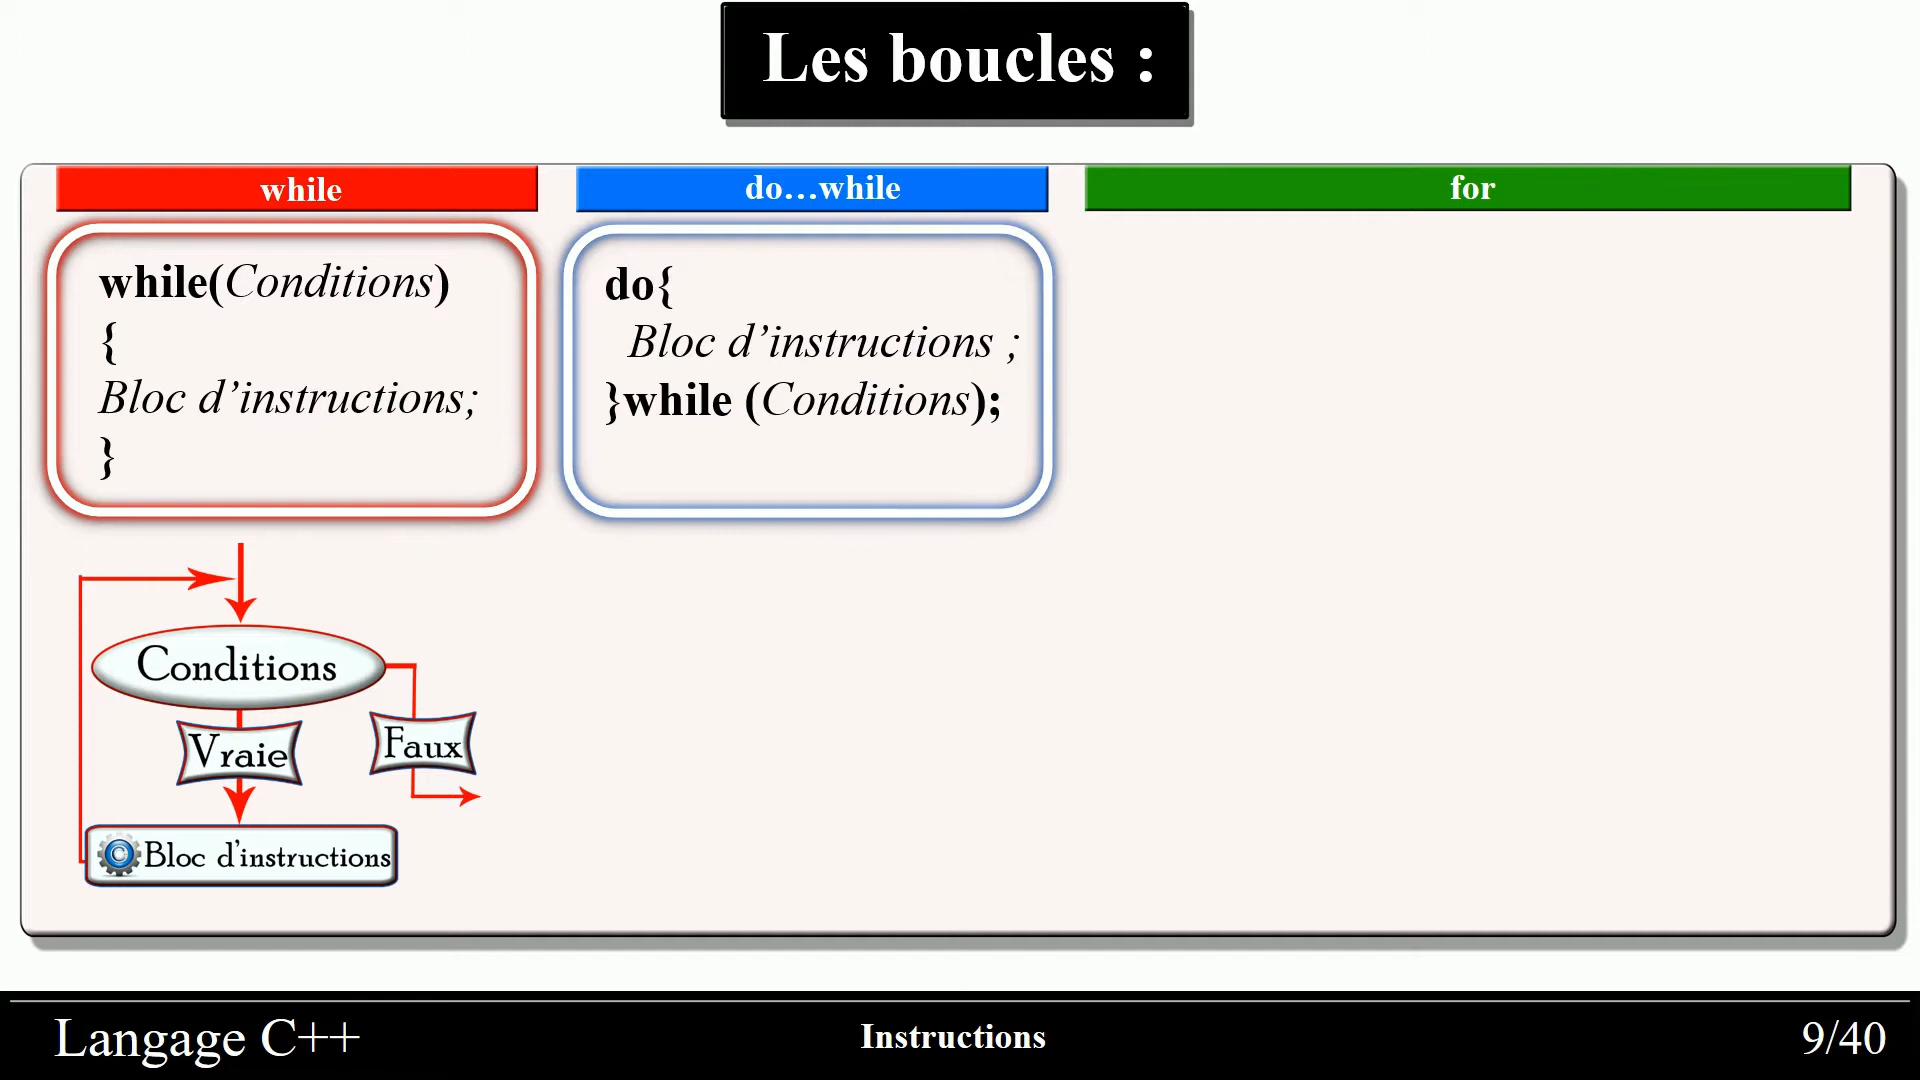 Les boucles :
while
do…while
for
while(Conditions)
{
Bloc d’instructions;
}
do{
Bloc d’instructions ;
}while (Conditions);
Conditions
Vraie
Faux
Bloc d'instructions
Langage C++
Instructions
9/40